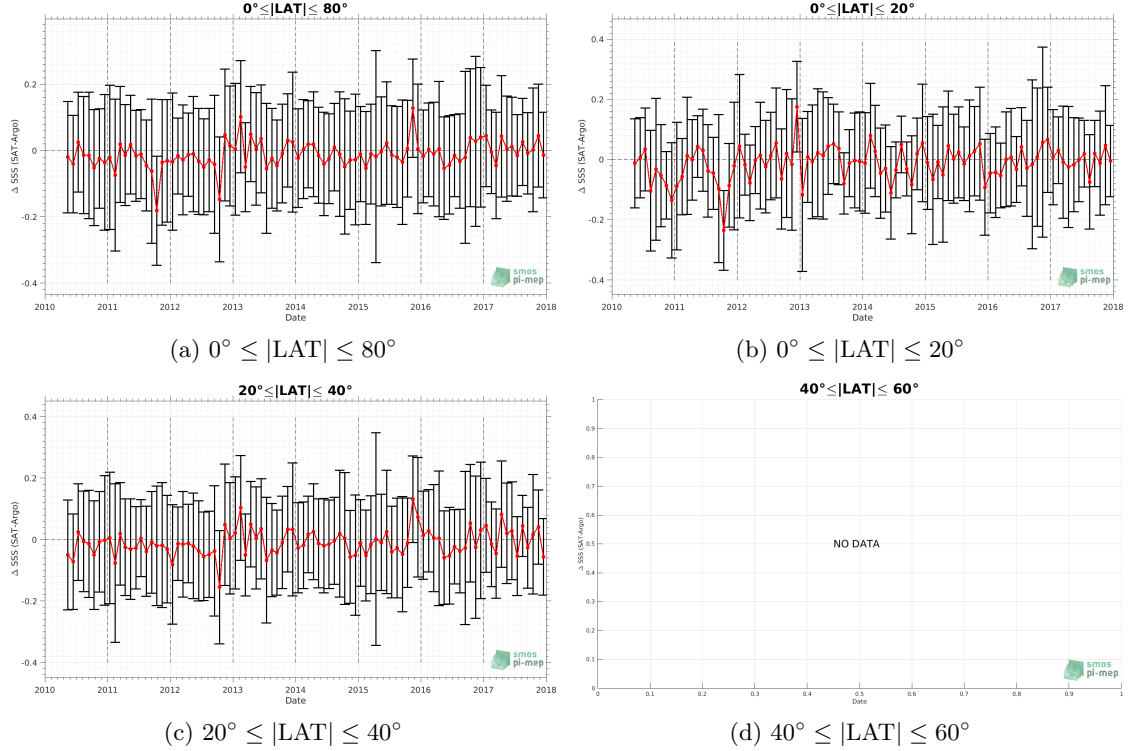 0°≤|LAT|≤ 80°
Δ SSS (SAT-Argo)
0.2
0
-0.2
-0.4
2010 2011 2012 2013 2014 2015 2016 2017 2018
Date
smos
pi-mep
(a) 0° ≤ |LAT| ≤ 80°
0°≤|LAT|≤ 20°
Δ SSS (SAT-Argo)
0.4
0.2
0
-0.2
-0.4
2010 2011 2012 2013 2014 2015 2016 2017 2018
Date
smos
pi-mep
(b) 0° ≤ |LAT| ≤ 20°
20°≤|LAT|≤ 40°
Δ SSS (SAT-Argo)
0.4
0.2
0
-0.2
-0.4
2010 2011 2012 2013 2014 2015 2016 2017 2018
Date
smos
pi-mep
(c) 20° ≤ |LAT| ≤ 40°
40°≤|LAT|≤ 60°
Δ SSS (SAT-Argo)
1
0.9
0.8
0.7
0.6
0.5
0.4
0.3
0.2
0.1
0
NO DATA
0 0.1 0.2 0.3 0.4 0.5 0.6 0.7 0.8 0.9 1
Date
smos
pi-mep
(d) 40° ≤ |LAT| ≤ 60°